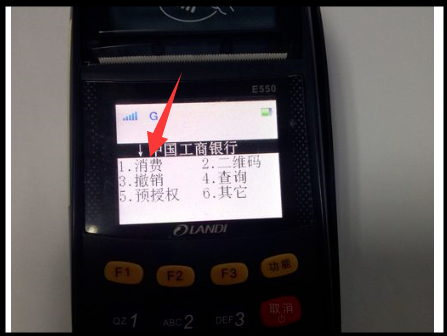 E550
G
↓中国工商银行
1.消费 2.二维码
3.撤销 4.查询
5.预授权 6.其它
LANDI
F1 F2 F3 功能
QZ 1 ABC 2 DEF 3 取消